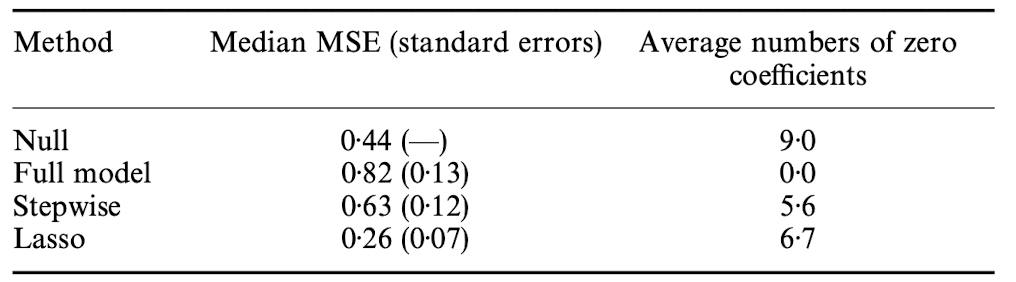 Method Median MSE (standard errors) Average numbers of zero
coefficients
Null 0·44 (—) 9·0
Full model 0·82 (0·13) 0·0
Stepwise 0·63 (0·12) 5·6
Lasso 0·26 (0·07) 6·7